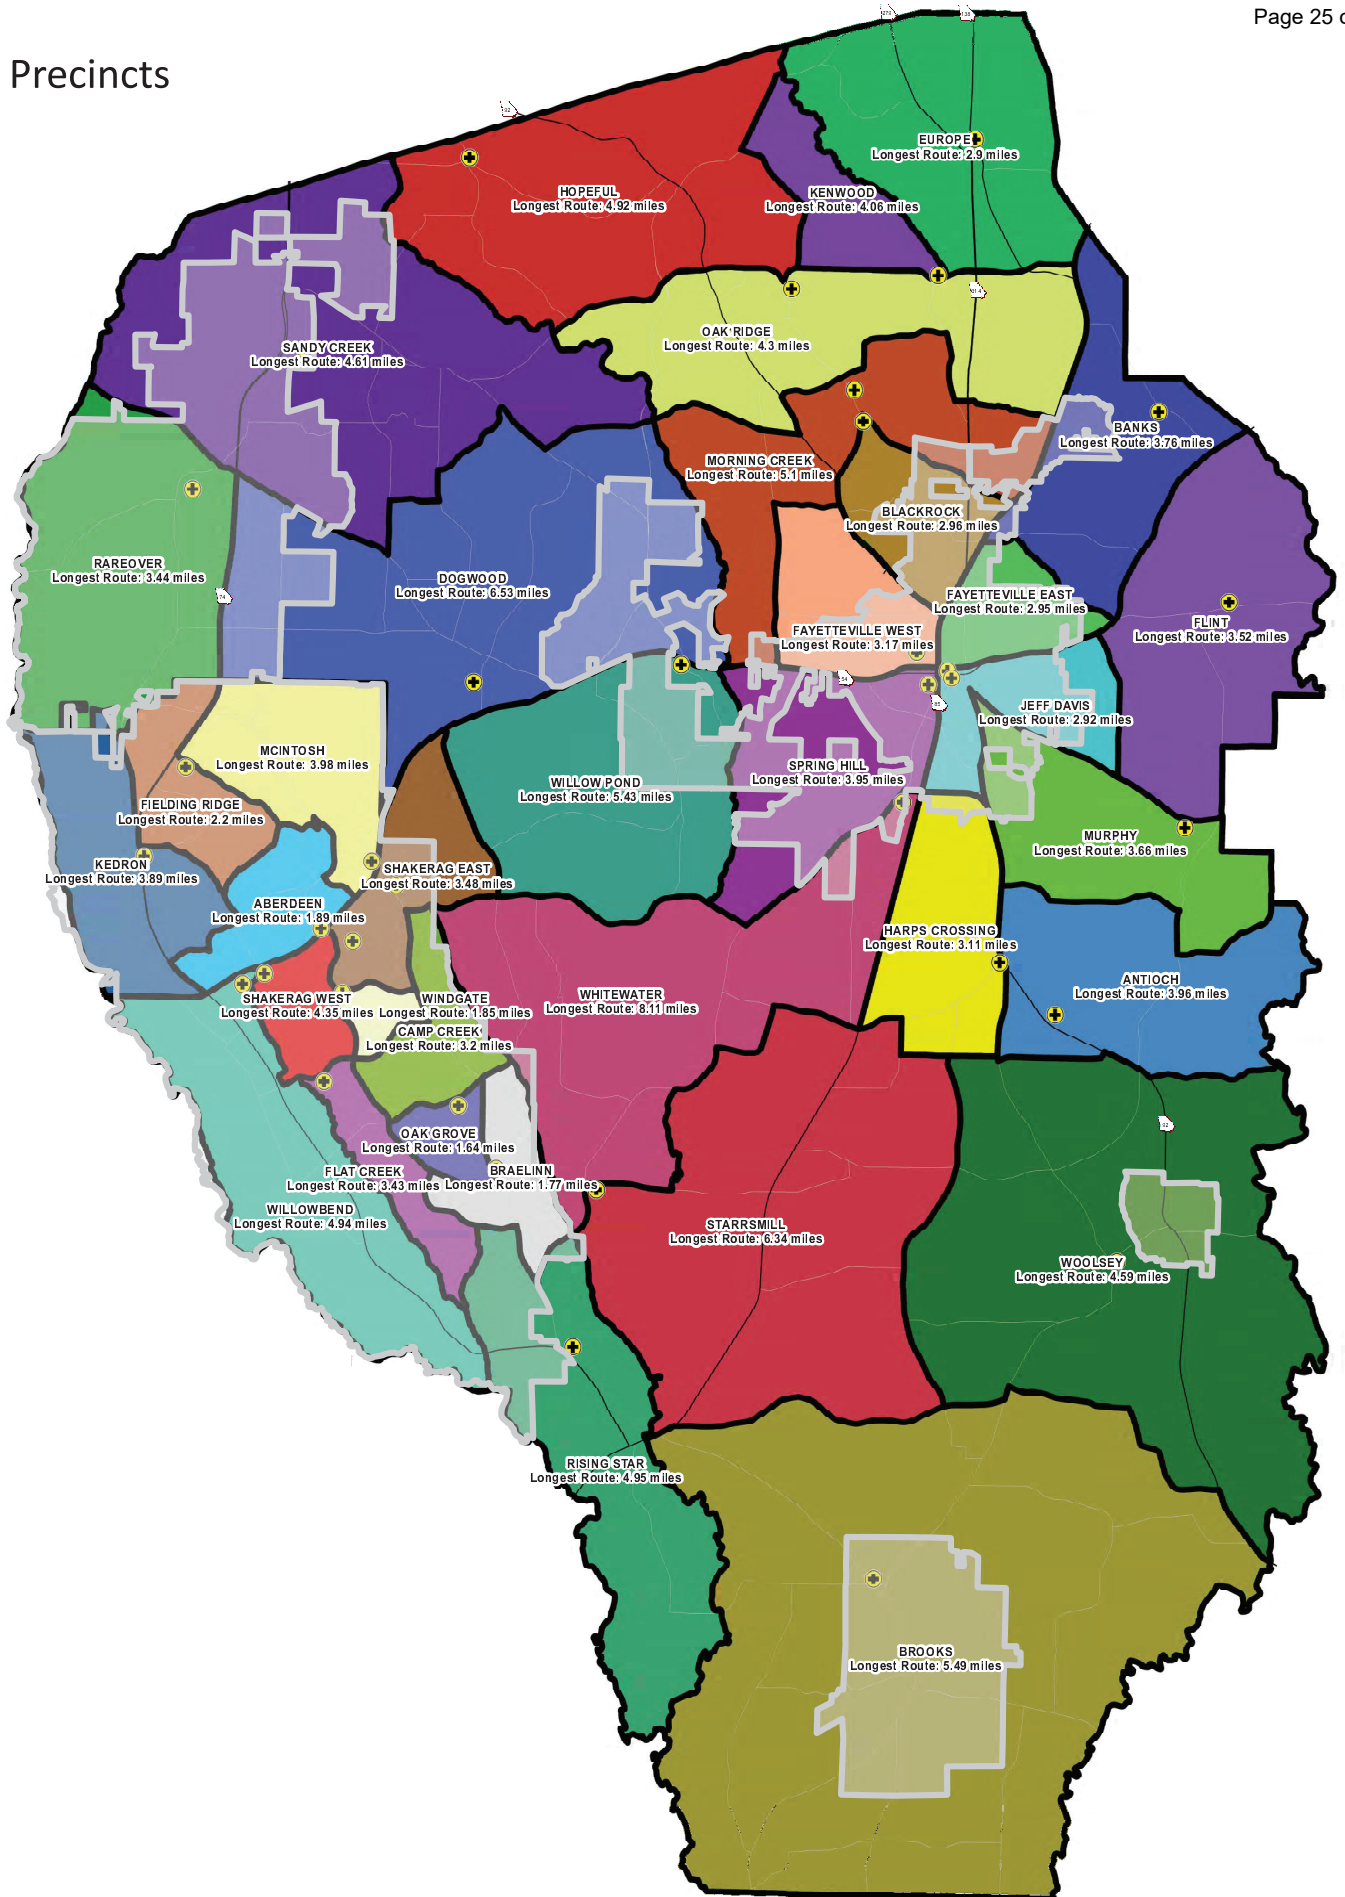 Page 25 o
Precincts
EUROPE
Longest Route: 2.9 miles
HOPEFUL
Longest Route: 4.92 miles
KENWOOD
Longest Route: 4.06 miles
OAK RIDGE
Longest Route: 4.3 miles
SANDY CREEK
Longest Route: 4.61 miles
BANKS
Longest Route: 3.76 miles
MORNING CREEK
Longest Route: 5.1 miles
BLACKROCK
Longest Route: 2.96 miles
RAREOVER
Longest Route: 3.44 miles
DOGWOOD
Longest Route: 6.53 miles
74
FAYETTEVILLE EAST
Longest Route: 2.95 miles
FLINT
Longest Route: 3.52 miles
FAYETTEVILLE WEST
Longest Route: 3.17 miles
54
85
JEFF DAVIS
Longest Route: 2.92 miles
MCINTOSH
Longest Route: 3.98 miles
SPRING HILL
Longest Route: 3.95 miles
WILLOW POND
Longest Route: 5.43 miles
FIELDING RIDGE
Longest Route: 2.2 miles
MURPHY
Longest Route: 3.66 miles
KEDRON
Longest Route: 3.89 miles
SHAKERAG EAST
Longest Route: 3.48 miles
ABERDEEN
Longest Route: 1.89 miles
HARPS CROSSING
Longest Route: 3.11 miles
ANTIOCH
Longest Route: 3.96 miles
SHAKERAG WEST
Longest Route: 4.35 miles
WINDGATE
Longest Route: 1.85 miles
WHITEWATER
Longest Route: 8.11 miles
CAMP CREEK
Longest Route: 3.2 miles
92
OAK GROVE
Longest Route: 1.64 miles
FLAT CREEK
Longest Route: 3.43 miles
BRAELINN
Longest Route: 1.77 miles
WILLOWBEND
Longest Route: 4.94 miles
STARRSMILL
Longest Route: 6.34 miles
WOOLSEY
Longest Route: 4.59 miles
RISING STAR
Longest Route: 4.95 miles
BROOKS
Longest Route: 5.49 miles